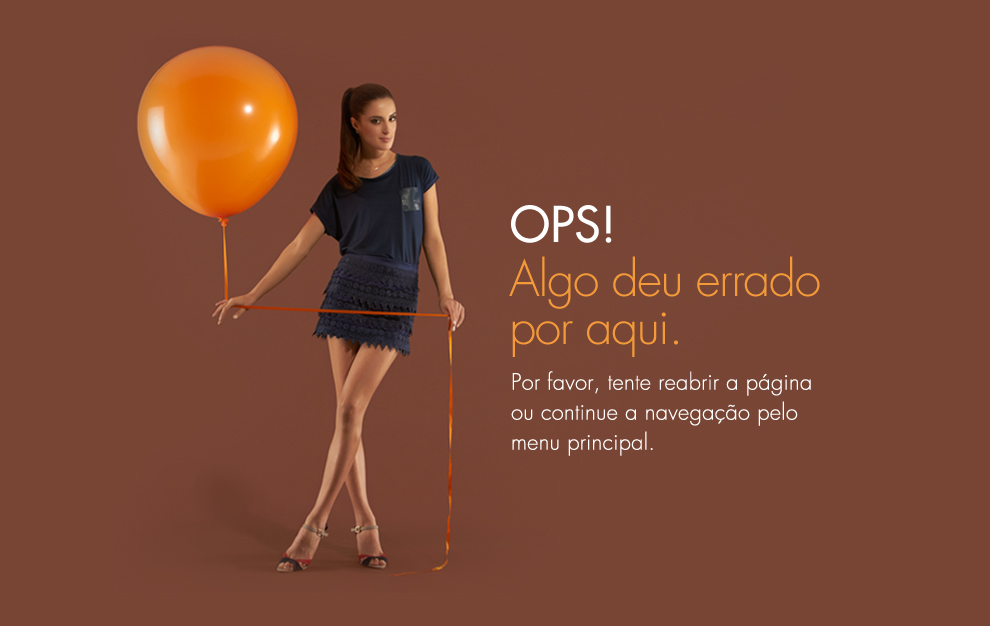 OPS!
Algo deu errado
por aqui.
Por favor, tente reabrir a página
ou continue a navegação pelo
menu principal.